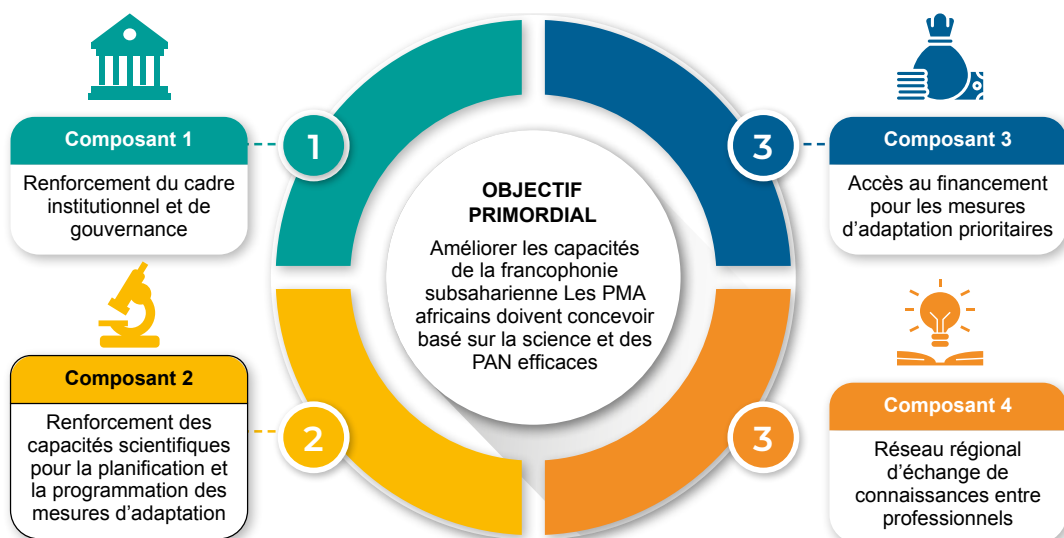 Composant 1
Renforcement du cadre
institutionnel et de
gouvernance
1
Composant 2
Renforcement des
capacités scientifiques
pour la planification et
la programmation des
mesures d'adaptation
2
OBJECTIF
PRIMORDIAL
Améliorer les capacités
de la francophonie
subsaharienne Les PMA
africains doivent concevoir
basé sur la science et des
PAN efficaces
3
Composant 3
Accès au financement
pour les mesures
d'adaptation prioritaires
3
Composant 4
Réseau régional
d'échange de
connaissances entre
professionnels